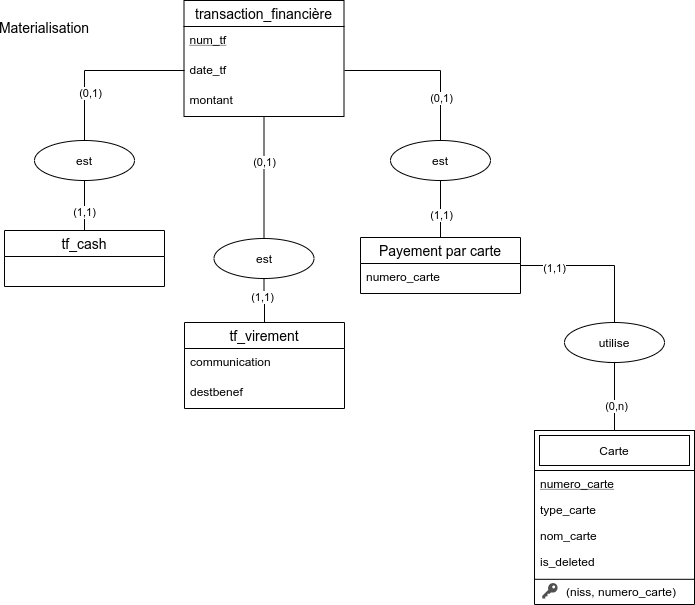 transaction_financière
Materialisation
num_tf
date_tf
montant
(0,1)
(0,1)
(0,1)
est
est
est
(1,1)
(1,1)
(1,1)
tf_cash
Payement par carte
numero_carte
(1,1)
tf_virement
communication
destbenef
utilise
(0,n)
Carte
numero_carte
type_carte
nom_carte
is_deleted
(niss, numero_carte)